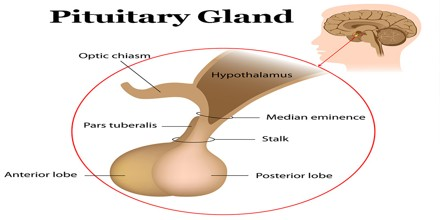 Pituitary Gland
Optic chiasm
Hypothalamus
Median eminence
Pars tuberalis
Stalk
Anterior lobe
Posterior lobe